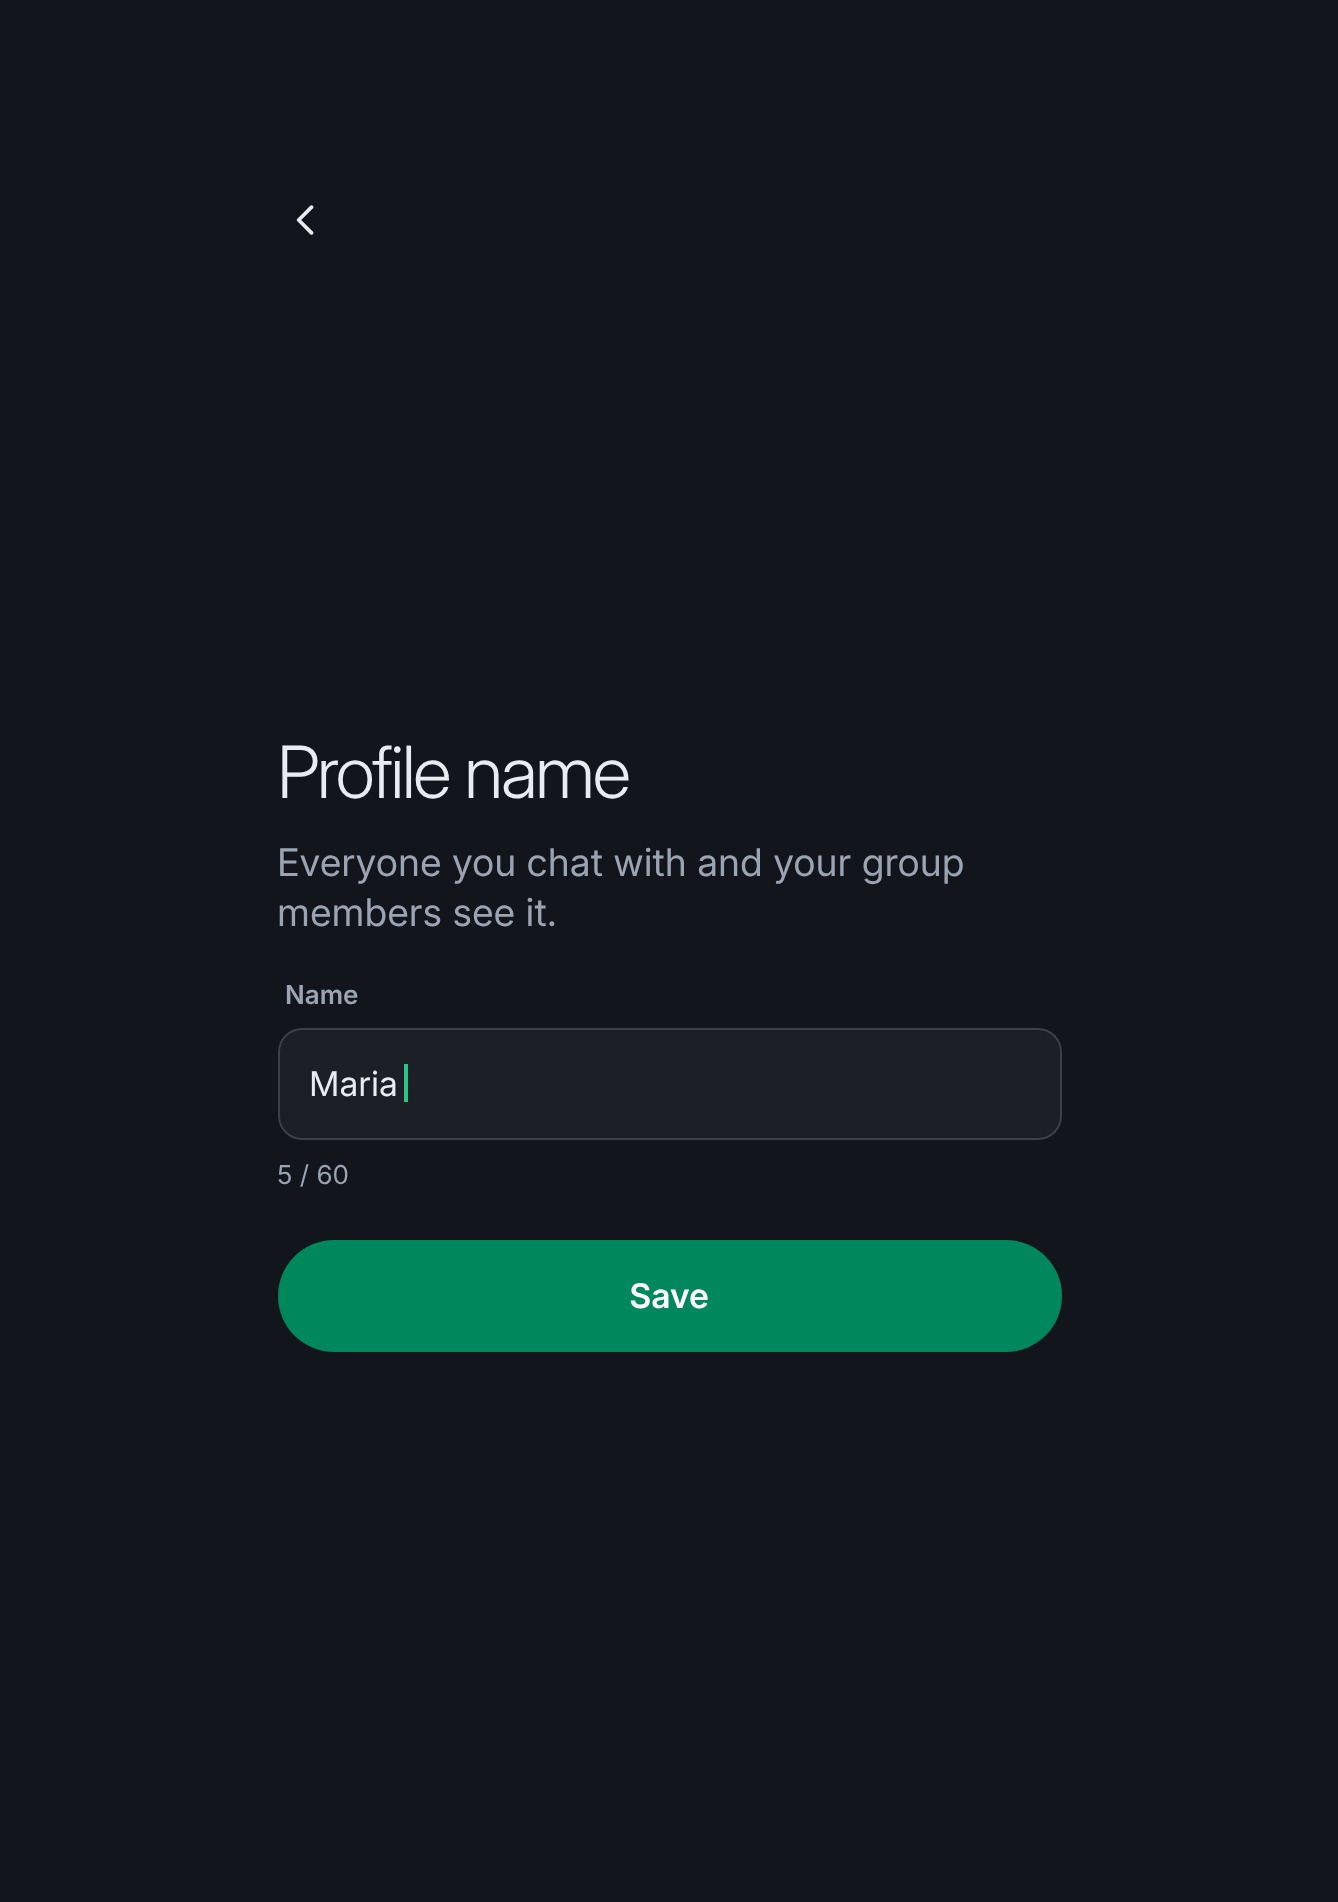 Profile name
Everyone you chat with and your group
members see it.
Name
Maria
5 / 60
Save